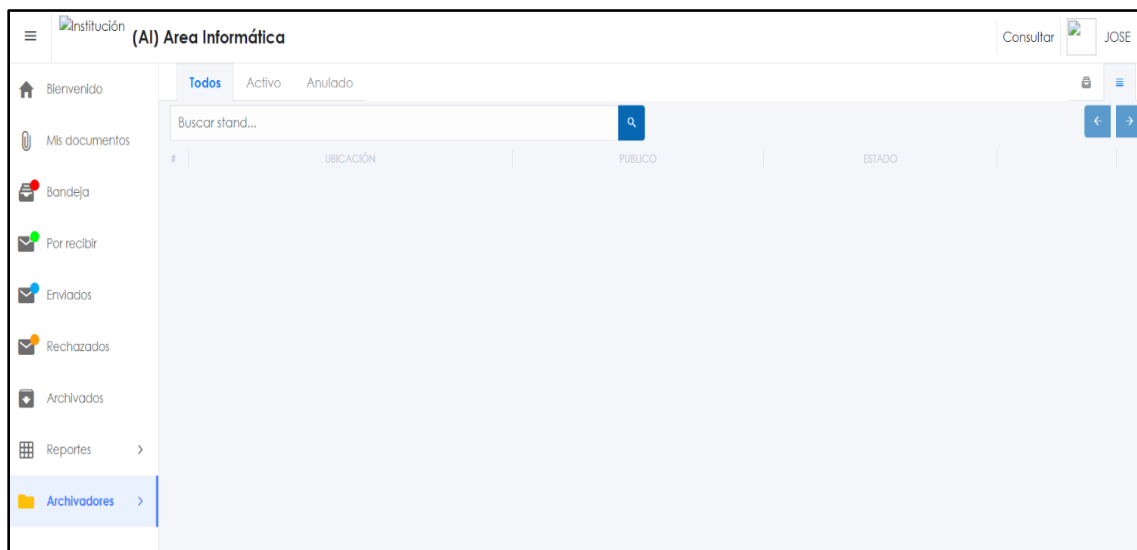 Institución
(AI) Area Informática
Consultar
JOSE
Bienvenido
Mis documentos
Bandeja
Por recibir
Enviados
Rechazados
Archivados
Reportes
Archivadores
Todos Activo Anulado
Buscar stand...
# UBICACIÓN PUBLICO ESTADO